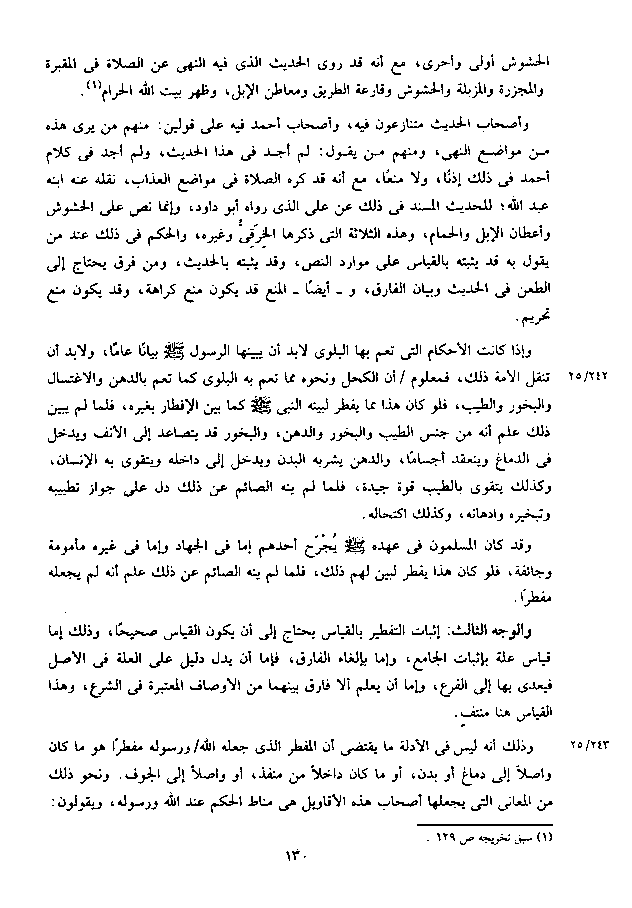 الحشوش أولى وأحرى، مع أنه قد روى الحديث الذى فيه النهى عن الصلاة فى المقبرة
والمجزرة والمزبلة والحشوش وقارعة الطريق ومعاطن الإبل، وظهر بيت الله الحرام(١).
وأصحاب الحديث متنازعون فيه، وأصحاب أحمد فيه على قولين: منهم من يرى هذه
من مواضع النهى، ومنهم من يقول: لم أجد فى هذا الحديث، ولم أجد فى كلام
أحمد فى ذلك إذنًا، ولا منعًا، مع أنه قد كره الصلاة فى مواضع العذاب، نقله عنه ابنه
عبد الله؛ للحديث المسند فى ذلك عن على الذى رواه أبو داود، وإنما نص على الحشوش
وأعطان الإبل والحمام، وهذه الثلاثة التى ذكرها الخِرَقِىُّ وغيره، والحكم فى ذلك عند من
يقول به قد يثبته بالقياس على موارد النص، وقد يثبته بالحديث، ومن فرق يحتاج إلى
الطعن فى الحديث وبيان الفارق، و ـ أيضًا ـ المنع قد يكون منع كراهة، وقد يكون منع
تحريم.
وإذا كانت الأحكام التى تعم بها البلوى لابد أن يبينها الرسول ﷺ بيانًا عامًا، ولابد أن
٢٥/٢٤٢ تنقل الأمة ذلك، فمعلوم / أن الكحل ونحوه مما تعم به البلوى كما تعم بالدهن والاغتسال
والبخور والطيب، فلو كان هذا مما يفطر لبينه النبى ﷺ كما بين الإفطار بغيره، فلما لم يبين
ذلك علم أنه من جنس الطيب والبخور والدهن، والبخور قد يتصاعد إلى الأنف ويدخل
فى الدماغ وينعقد أجسامًا، والدهن يشربه البدن ويدخل إلى داخله ويتقوى به الإنسان،
وكذلك يتقوى بالطيب قوة جيدة، فلما لم ينه الصائم عن ذلك دل على جواز تطييبه
وتبخيره وادهانه، وكذلك اكتحاله.
وقد كان المسلمون فى عهده ﷺ يُجْرَح أحدهم إما فى الجهاد وإما فى غيره مأمومة
وجائفة، فلو كان هذا يفطر لبين لهم ذلك، فلما لم ينه الصائم عن ذلك علم أنه لم يجعله
مفطرًا.
والوجه الثالث: إثبات التفطير بالقياس يحتاج إلى أن يكون القياس صحيحًا، وذلك إما
قياس علة بإثبات الجامع، وإما بإلغاء الفارق، فإما أن يدل دليل على العلة فى الأصل
فيعدى بها إلى الفرع، وإما أن يعلم ألا فارق بينهما من الأوصاف المعتبرة فى الشرع، وهذا
القياس هنا منتفٍ.
٢٥/٢٤٣ وذلك أنه ليس فى الأدلة ما يقتضى أن المفطر الذى جعله الله/ ورسوله مفطرًا هو ما كان
واصلاً إلى دماغ أو بدن، أو ما كان داخلاً من منفذ، أو واصلاً إلى الجوف. ونحو ذلك
من المعانى التى يجعلها أصحاب هذه الأقاويل هى مناط الحكم عند الله ورسوله، ويقولون:
(١) سبق تخريجه ص ١٢٩ .
١٣٠